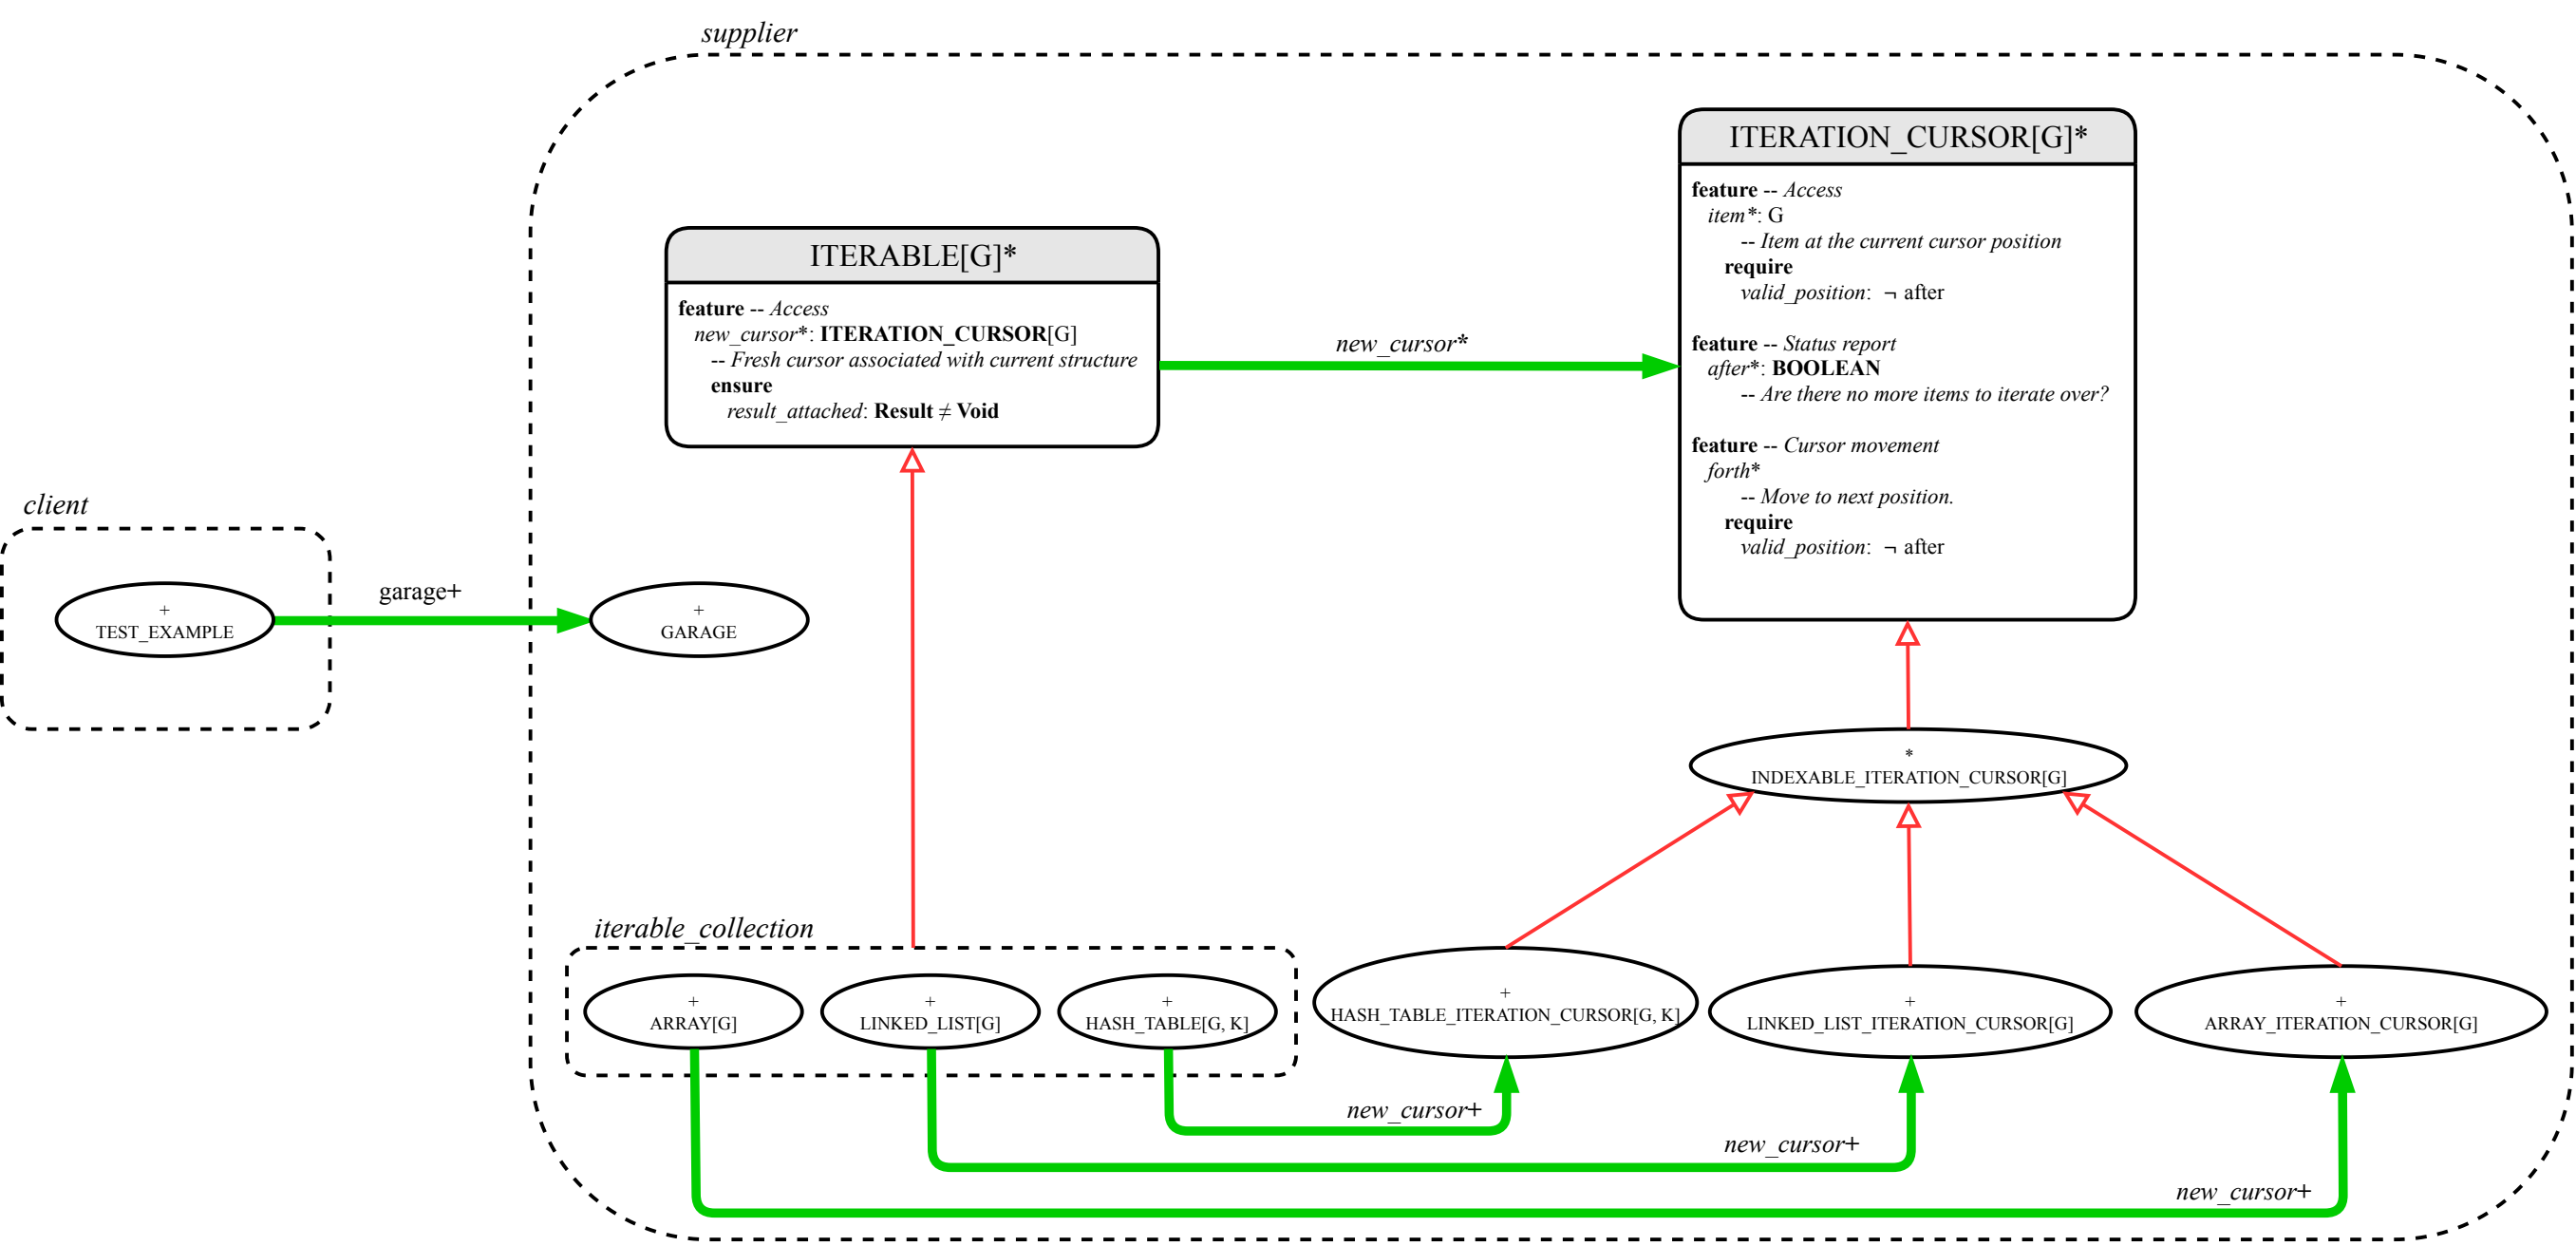 supplier
ITERATION_CURSOR[G]*
feature -- Access
item*: G
-- Item at the current cursor position
require
valid_position: ¬ after
feature -- Status report
after*: BOOLEAN
-- Are there no more items to iterate over?
feature -- Cursor movement
forth*
-- Move to next position.
require
valid_position: ¬ after
ITERABLE[G]*
feature -- Access
new_cursor*: ITERATION_CURSOR[G]
-- Fresh cursor associated with current structure
ensure
result_attached: Result ≠ Void
new_cursor*
client
+
TEST_EXAMPLE
garage+
+
GARAGE
*
INDEXABLE_ITERATION_CURSOR[G]
iterable_collection
+
ARRAY[G]
+
LINKED_LIST[G]
+
HASH_TABLE[G, K]
+
HASH_TABLE_ITERATION_CURSOR[G, K]
+
LINKED_LIST_ITERATION_CURSOR[G]
+
ARRAY_ITERATION_CURSOR[G]
new_cursor+
new_cursor+
new_cursor+